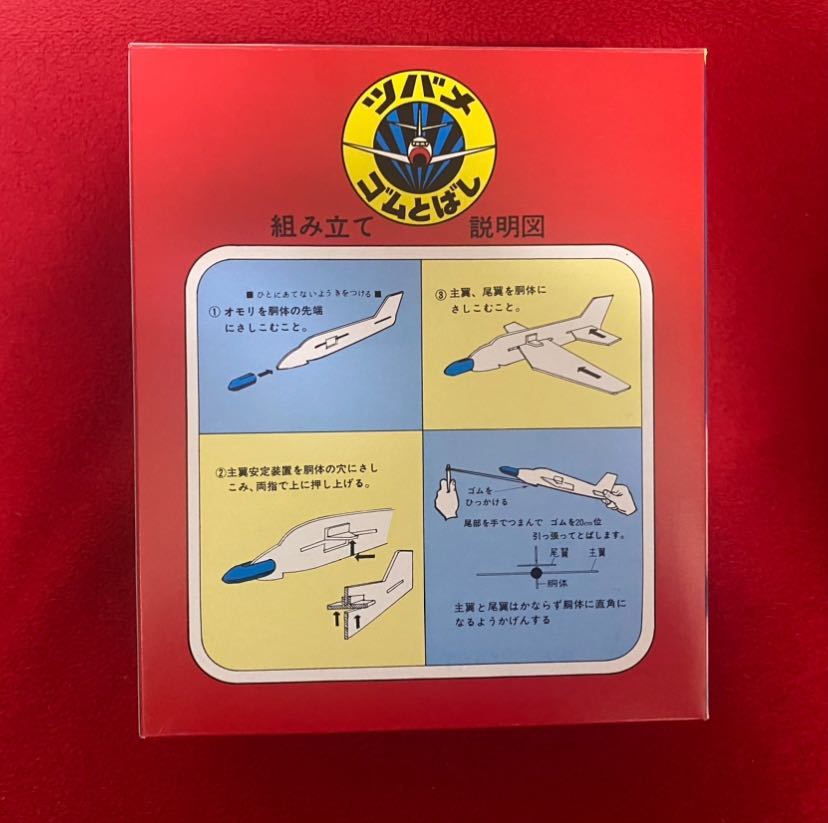 ツバメ
ゴムとばし
組み立て 説明図
■ ひとにあてないようきをつける ■
① オモリを胴体の先端
にさしこむこと。
② 主翼安定装置を胴体の穴にさし
こみ、両指で上に押し上げる。
③ 主翼、尾翼を胴体に
さしこむこと。
ゴムを
ひっかける
尾部を手でつまんで ゴムを20cm位
引っ張ってとばします。
尾翼 主翼
胴体
主翼と尾翼はかならず胴体に直角に
なるようかげんする